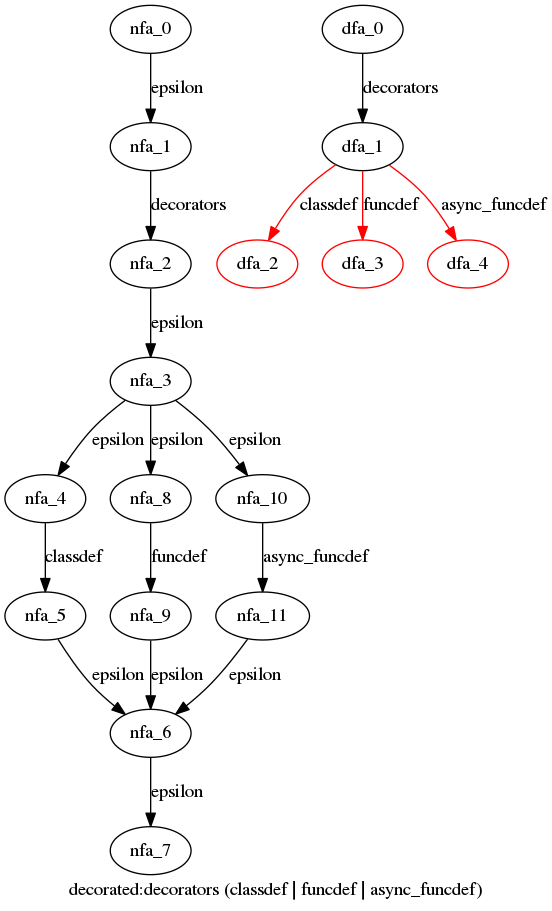 nfa_0
dfa_0
epsilon
decorators
nfa_1
dfa_1
decorators
classdef
funcdef
async_funcdef
nfa_2
dfa_2
dfa_3
dfa_4
epsilon
nfa_3
epsilon
epsilon
epsilon
nfa_4
nfa_8
nfa_10
classdef
funcdef
async_funcdef
nfa_5
nfa_9
nfa_11
epsilon
epsilon
epsilon
nfa_6
epsilon
nfa_7
decorated:decorators (classdef | funcdef | async_funcdef)